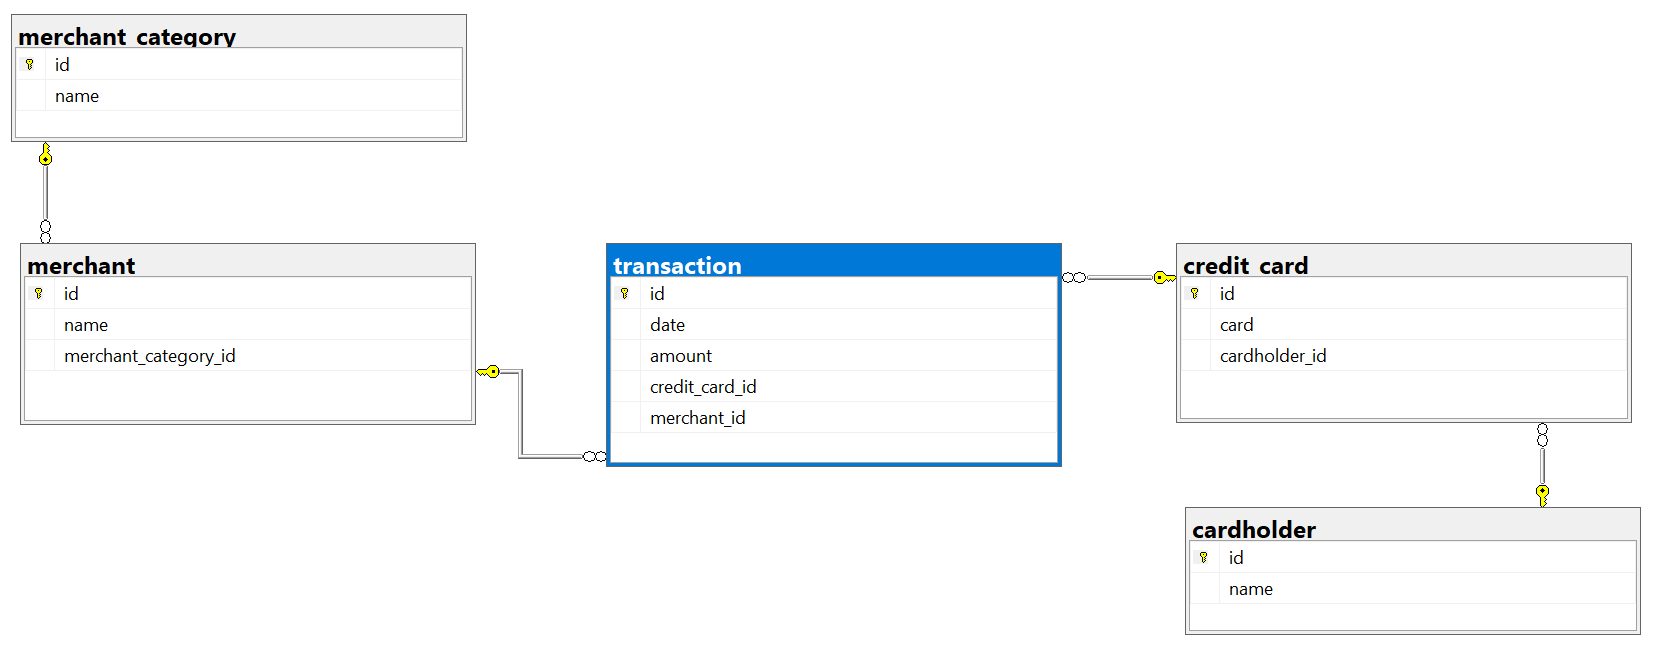 merchant_category
id
name
merchant
id
name
merchant_category_id
transaction
id
date
amount
credit_card_id
merchant_id
credit_card
id
card
cardholder_id
cardholder
id
name